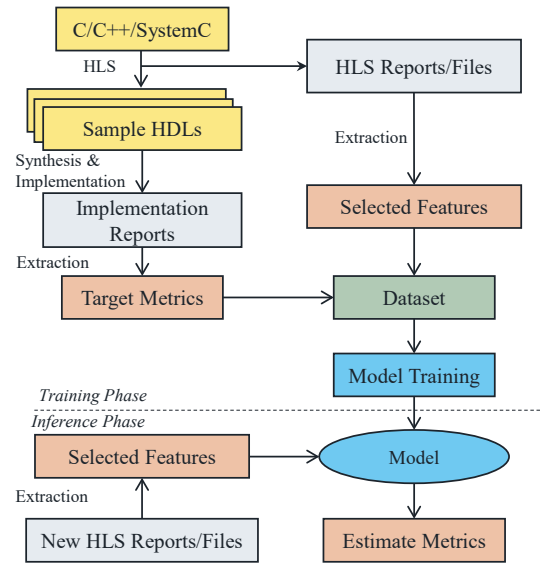 C/C++/SystemC
HLS
HLS Reports/Files
Sample HDLs
Extraction
Synthesis &
Implementation
Implementation
Reports
Selected Features
Extraction
Target Metrics
Dataset
Model Training
Training Phase
Inference Phase
Selected Features
Model
Extraction
New HLS Reports/Files
Estimate Metrics